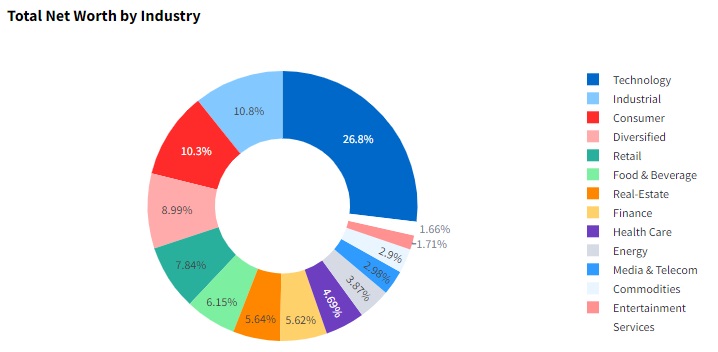 Total Net Worth by Industry
10.8%
26.8%
10.3%
8.99%
7.84%
6.15%
5.64%
5.62%
4.69%
3.87%
2.98%
2.9%
1.71%
1.66%
Technology
Industrial
Consumer
Diversified
Retail
Food & Beverage
Real-Estate
Finance
Health Care
Energy
Media & Telecom
Commodities
Entertainment
Services